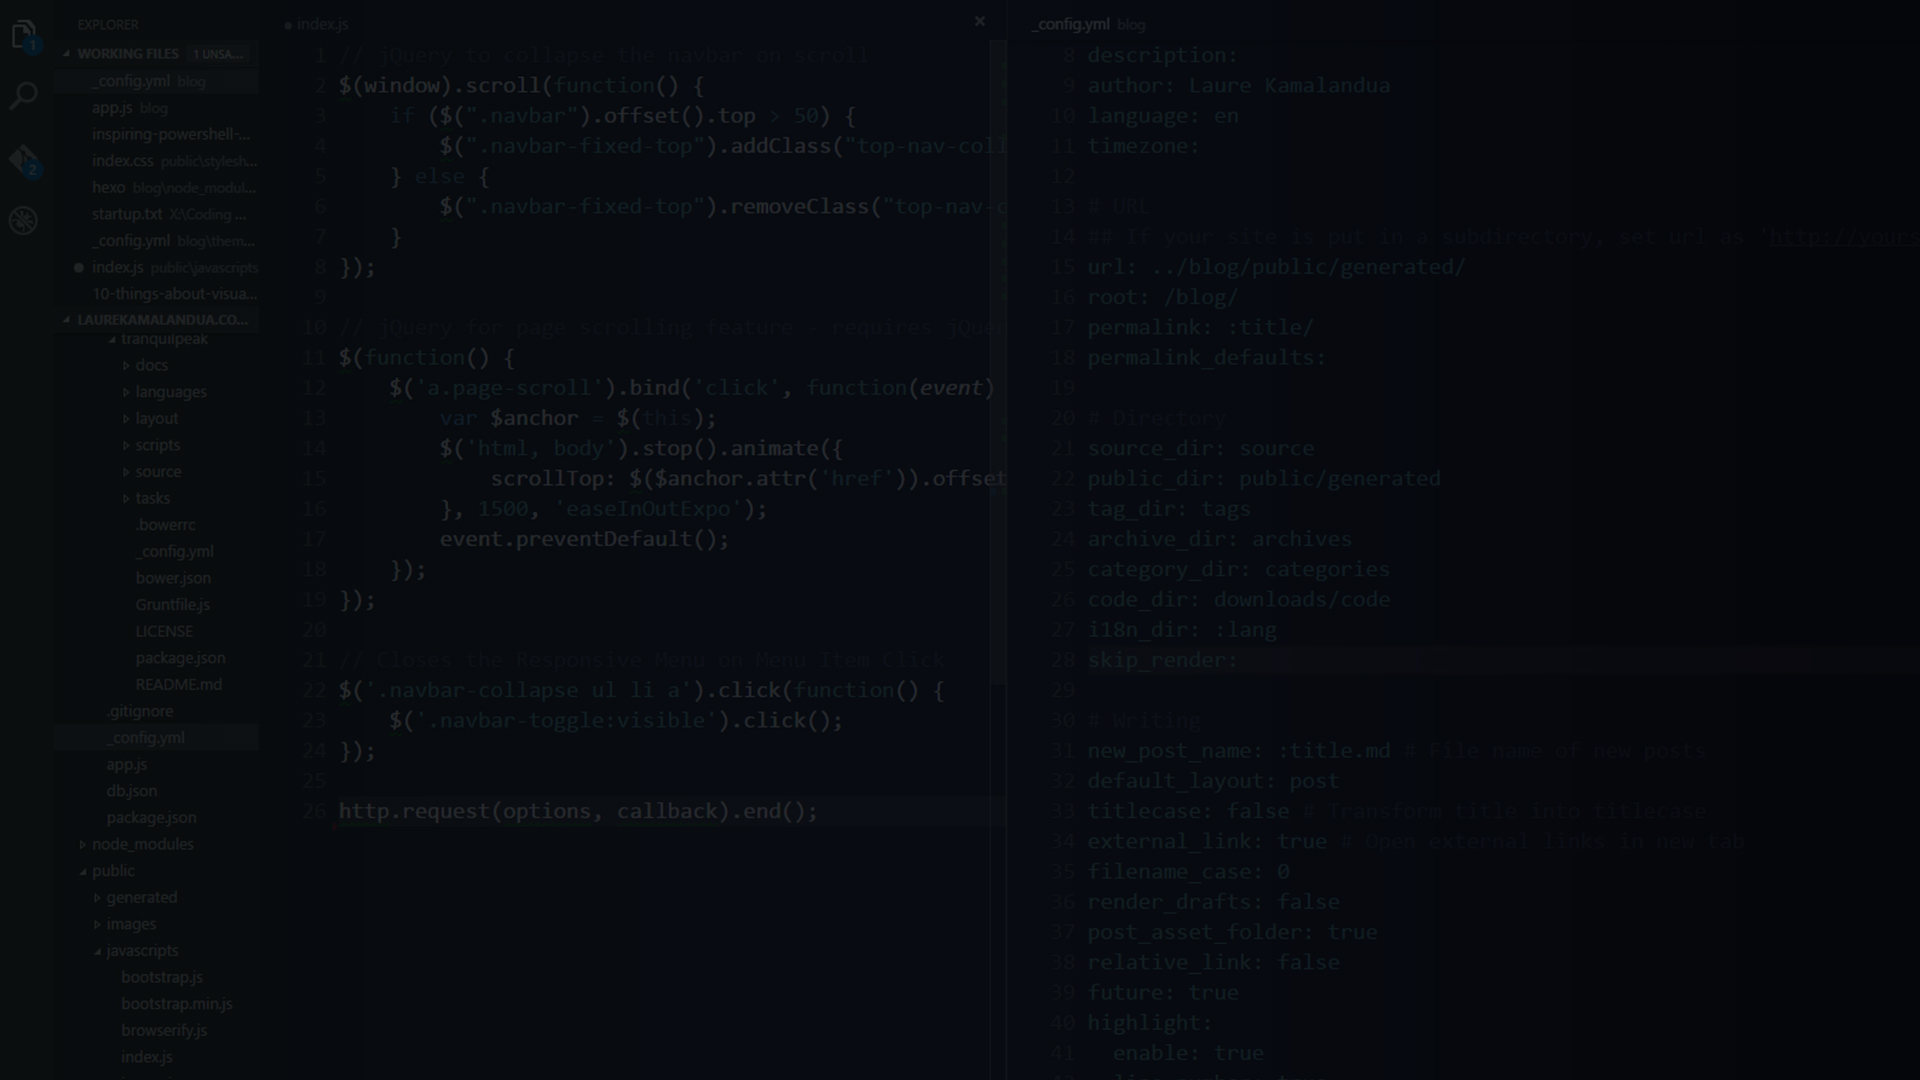 EXPLORER
WORKING FILES 1 UNSA...
_config.yml blog
app.js blog
inspiring-powershell-...
index.css public\stylesh...
hexo blog\node_modul...
startup.txt X:\Coding ...
_config.yml blog\them...
index.js public\javascripts
10-things-about-visua...
LAUREKAMALANDUA.CO...
tranquilpeak
docs
languages
layout
scripts
source
tasks
.bowerrc
_config.yml
bower.json
Gruntfile.js
LICENSE
package.json
README.md
.gitignore
_config.yml
app.js
db.json
package.json
node_modules
public
generated
images
javascripts
bootstrap.js
bootstrap.min.js
browserify.js
index.js
1
2
index.js
1 // jQuery to collapse the navbar on scroll
2 $(window).scroll(function() {
3 if ($(".navbar").offset().top > 50) {
4 $(".navbar-fixed-top").addClass("top-nav-coll
5 } else {
6 $(".navbar-fixed-top").removeClass("top-nav-c
7 }
8 });
9
10 // jQuery for page scrolling feature - requires jQue
11 $(function() {
12 $('a.page-scroll').bind('click', function(event)
13 var $anchor = $(this);
14 $('html, body').stop().animate({
15 scrollTop: $($anchor.attr('href')).offset
16 }, 1500, 'easeInOutExpo');
17 event.preventDefault();
18 });
19 });
20
21 // Closes the Responsive Menu on Menu Item Click
22 $('.navbar-collapse ul li a').click(function() {
23 $('.navbar-toggle:visible').click();
24 });
25
26 http.request(options, callback).end();
_config.yml blog
8 description:
9 author: Laure Kamalandua
10 language: en
11 timezone:
12
13 # URL
14 ## If your site is put in a subdirectory, set url as 'http://yours
15 url: ../blog/public/generated/
16 root: /blog/
17 permalink: :title/
18 permalink_defaults:
19
20 # Directory
21 source_dir: source
22 public_dir: public/generated
23 tag_dir: tags
24 archive_dir: archives
25 category_dir: categories
26 code_dir: downloads/code
27 i18n_dir: :lang
28 skip_render:
29
30 # Writing
31 new_post_name: :title.md # File name of new posts
32 default_layout: post
33 titlecase: false # Transform title into titlecase
34 external_link: true # Open external links in new tab
35 filename_case: 0
36 render_drafts: false
37 post_asset_folder: true
38 relative_link: false
39 future: true
40 highlight:
41 enable: true